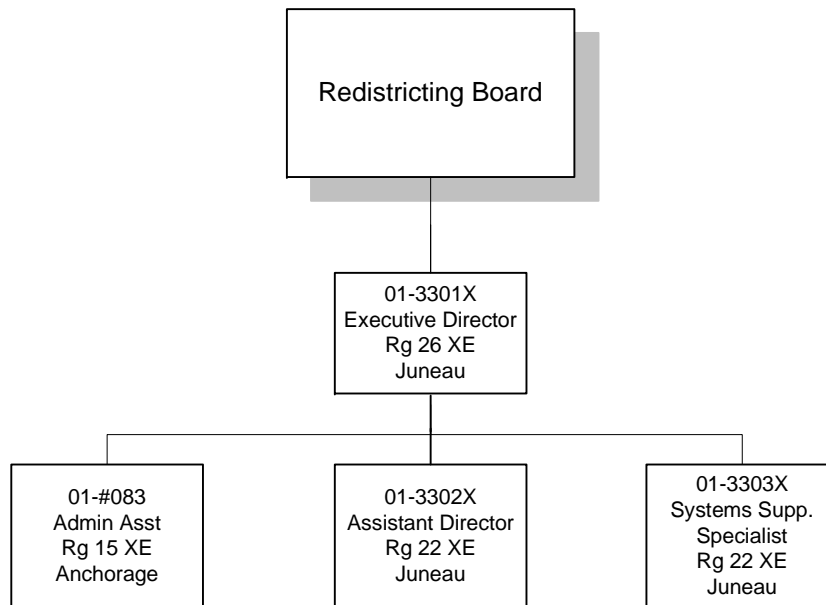 Redistricting Board
01-3301X
Executive Director
Rg 26 XE
Juneau
01-#083
Admin Asst
Rg 15 XE
Anchorage
01-3302X
Assistant Director
Rg 22 XE
Juneau
01-3303X
Systems Supp.
Specialist
Rg 22 XE
Juneau